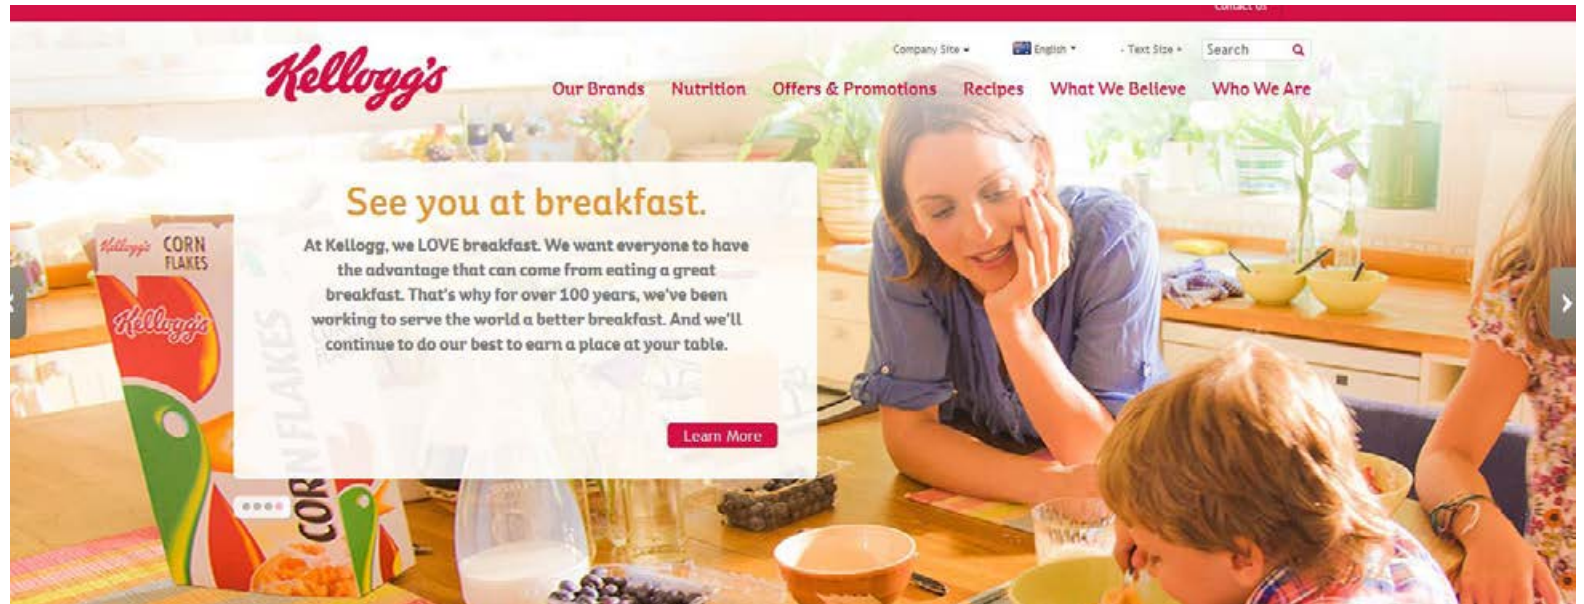 Contact Us
Kellogg's
Company Site
English
- Text Size +
Search
Our Brands
Nutrition
Offers & Promotions
Recipes
What We Believe
Who We Are
See you at breakfast.
At Kellogg, we LOVE breakfast. We want everyone to have
the advantage that can come from eating a great
breakfast. That's why for over 100 years, we've been
working to serve the world a better breakfast. And we'll
continue to do our best to earn a place at your table.
Learn More
Kellogg's
CORN
FLAKES
Kellogg's
CORN FLAKES